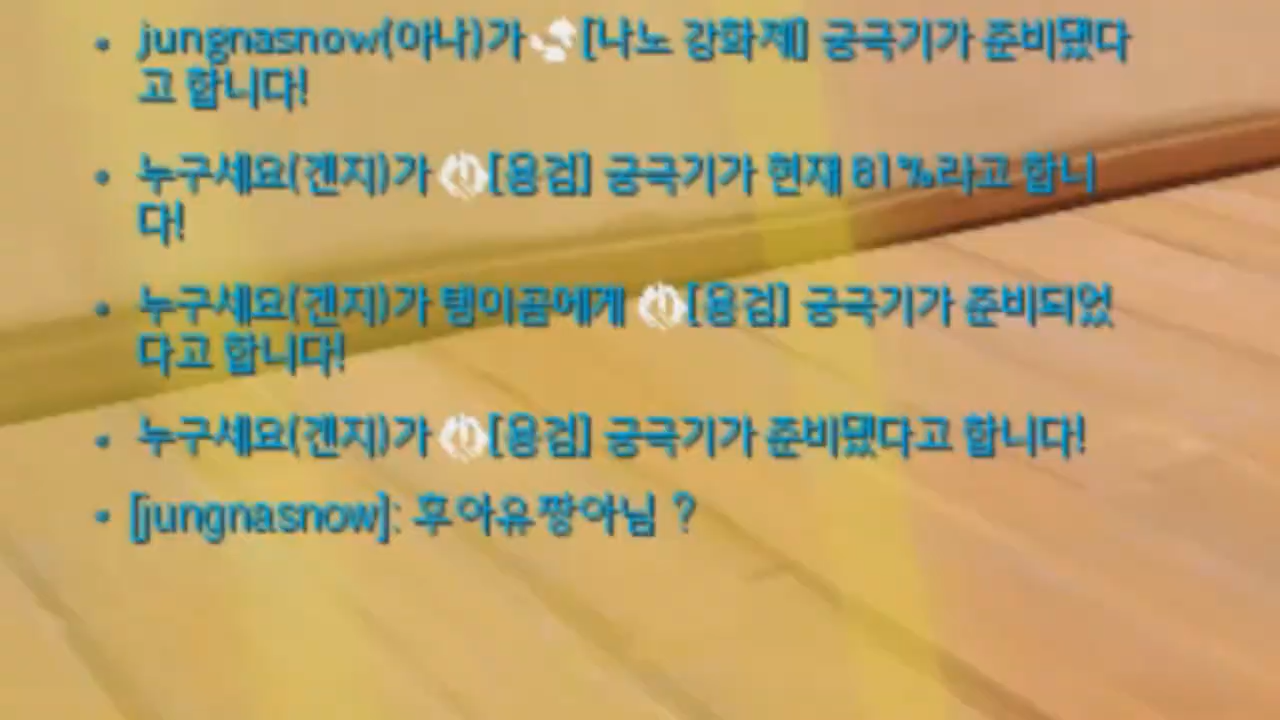 • jungnasnow(아나)가 [나노 강화제] 궁극기가 준비됐다
고 합니다!
• 누구세요(겐지)가 [용검] 궁극기가 현재 81%라고 합니
다!
• 누구세요(겐지)가 탱이곰에게 [용검] 궁극기가 준비되었
다고 합니다!
• 누구세요(겐지)가 [용검] 궁극기가 준비됐다고 합니다!
• [jungnasnow]: 후아유짱아님 ?